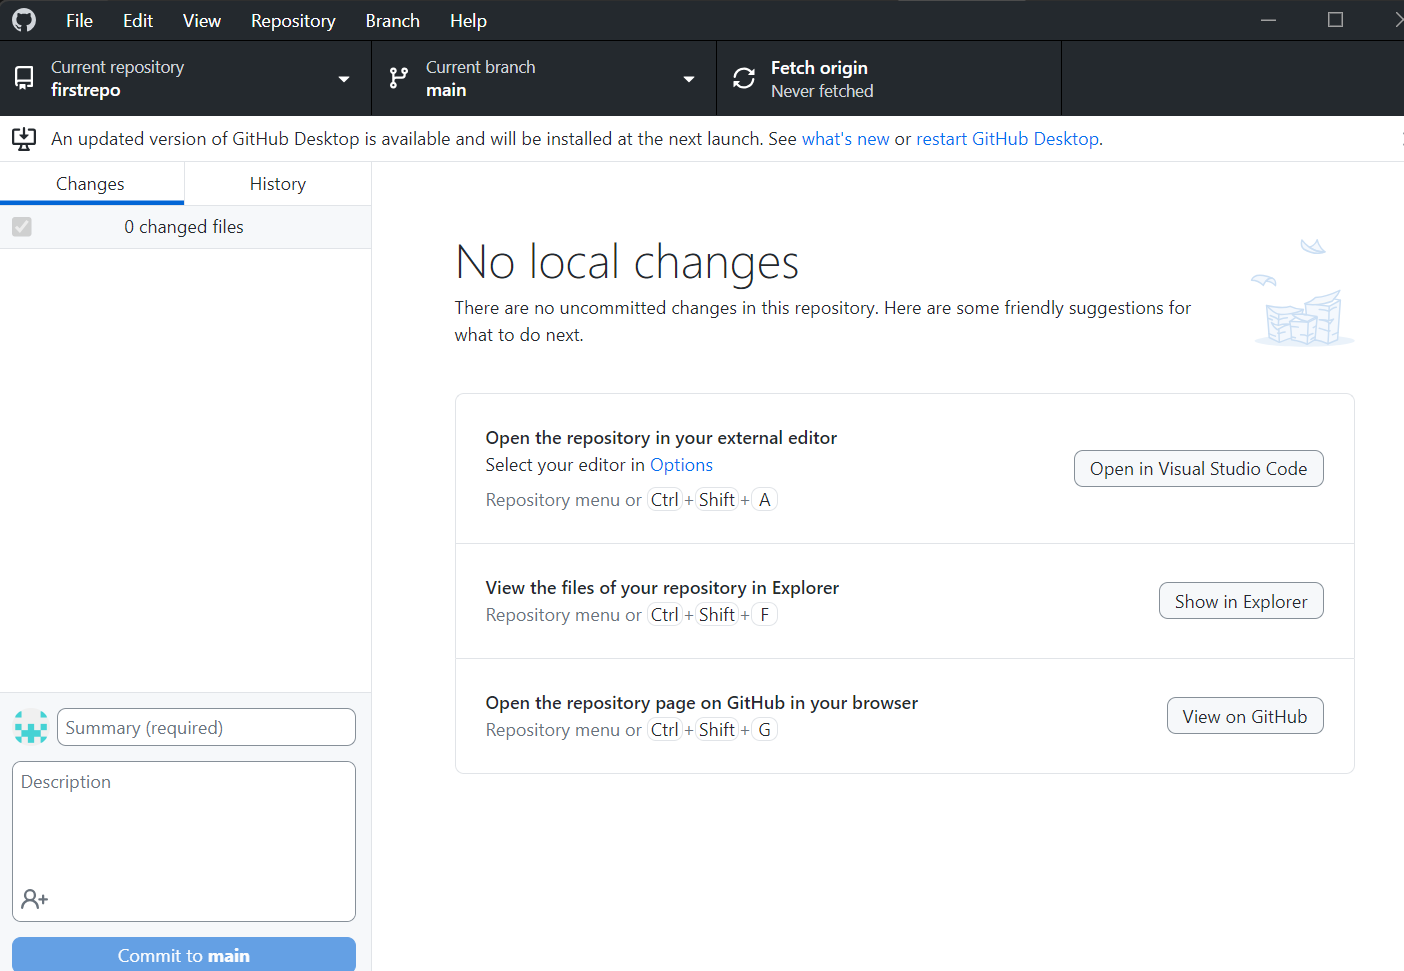 File Edit View Repository Branch Help
Current repository
firstrepo
Current branch
main
Fetch origin
Never fetched
An updated version of GitHub Desktop is available and will be installed at the next launch. See what's new or restart GitHub Desktop.
Changes
History
0 changed files
No local changes
There are no uncommitted changes in this repository. Here are some friendly suggestions for
what to do next.
Open the repository in your external editor
Select your editor in Options
Repository menu or Ctrl + Shift + A
Open in Visual Studio Code
View the files of your repository in Explorer
Repository menu or Ctrl + Shift + F
Show in Explorer
Open the repository page on GitHub in your browser
Repository menu or Ctrl + Shift + G
View on GitHub
Summary (required)
Description
Commit to main